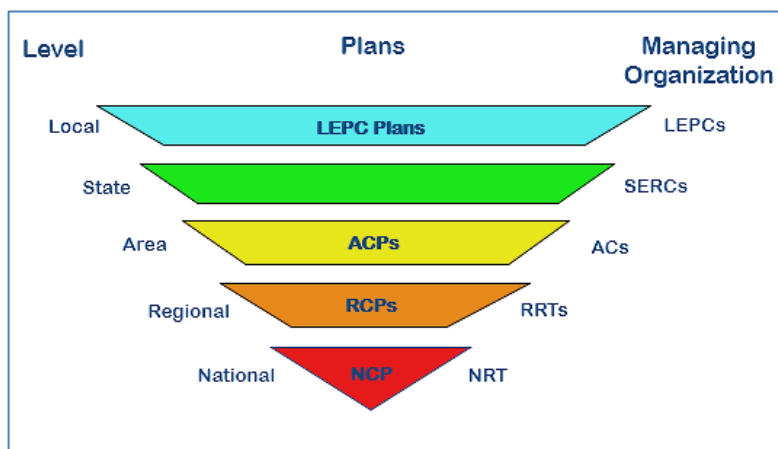 Level Plans Managing
Organization
Local LEPC Plans LEPCs
State SERCs
Area ACPs ACs
Regional RCPs RRTs
National NCP NRT